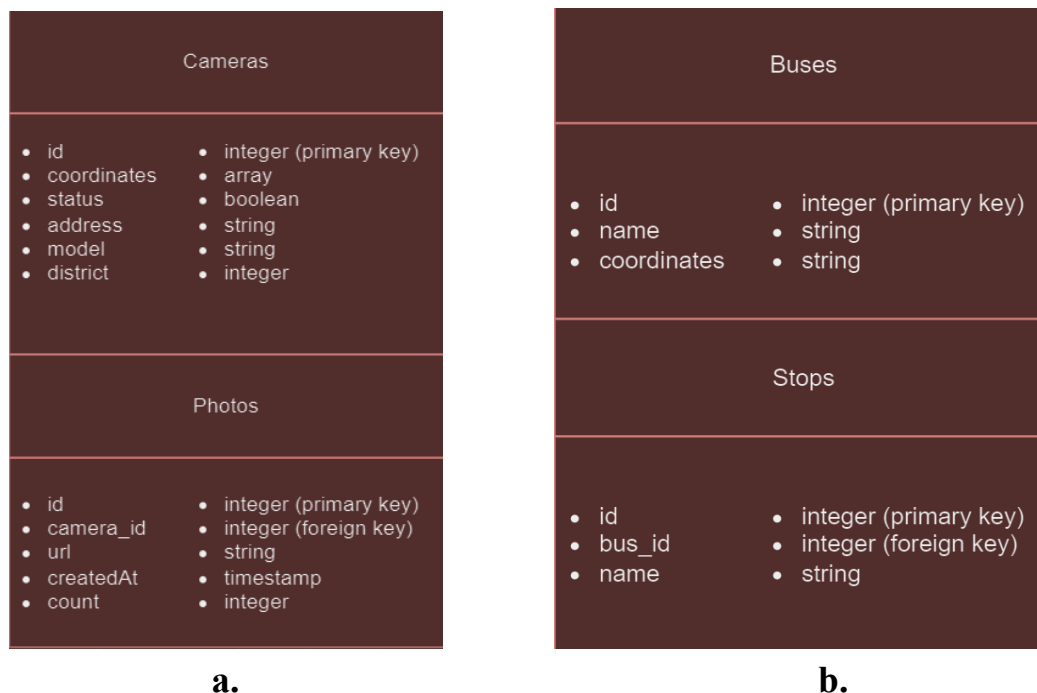 Cameras
• id • integer (primary key)
• coordinates • array
• status • boolean
• address • string
• model • string
• district • integer
Photos
• id • integer (primary key)
• camera_id • integer (foreign key)
• url • string
• createdAt • timestamp
• count • integer
a.
Buses
• id • integer (primary key)
• name • string
• coordinates • string
Stops
• id • integer (primary key)
• bus_id • integer (foreign key)
• name • string
b.